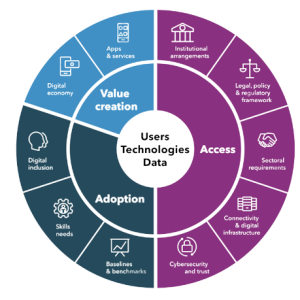 Apps
& services
Institutional
arrangements
Digital
economy
Value
creation
Legal, policy
& regulatory
framework
Users
Technologies
Data
Access
Digital
inclusion
Sectoral
requirements
Adoption
Skills
needs
Connectivity
& digital
infrastructure
Baselines
& benchmarks
Cybersecurity
and trust